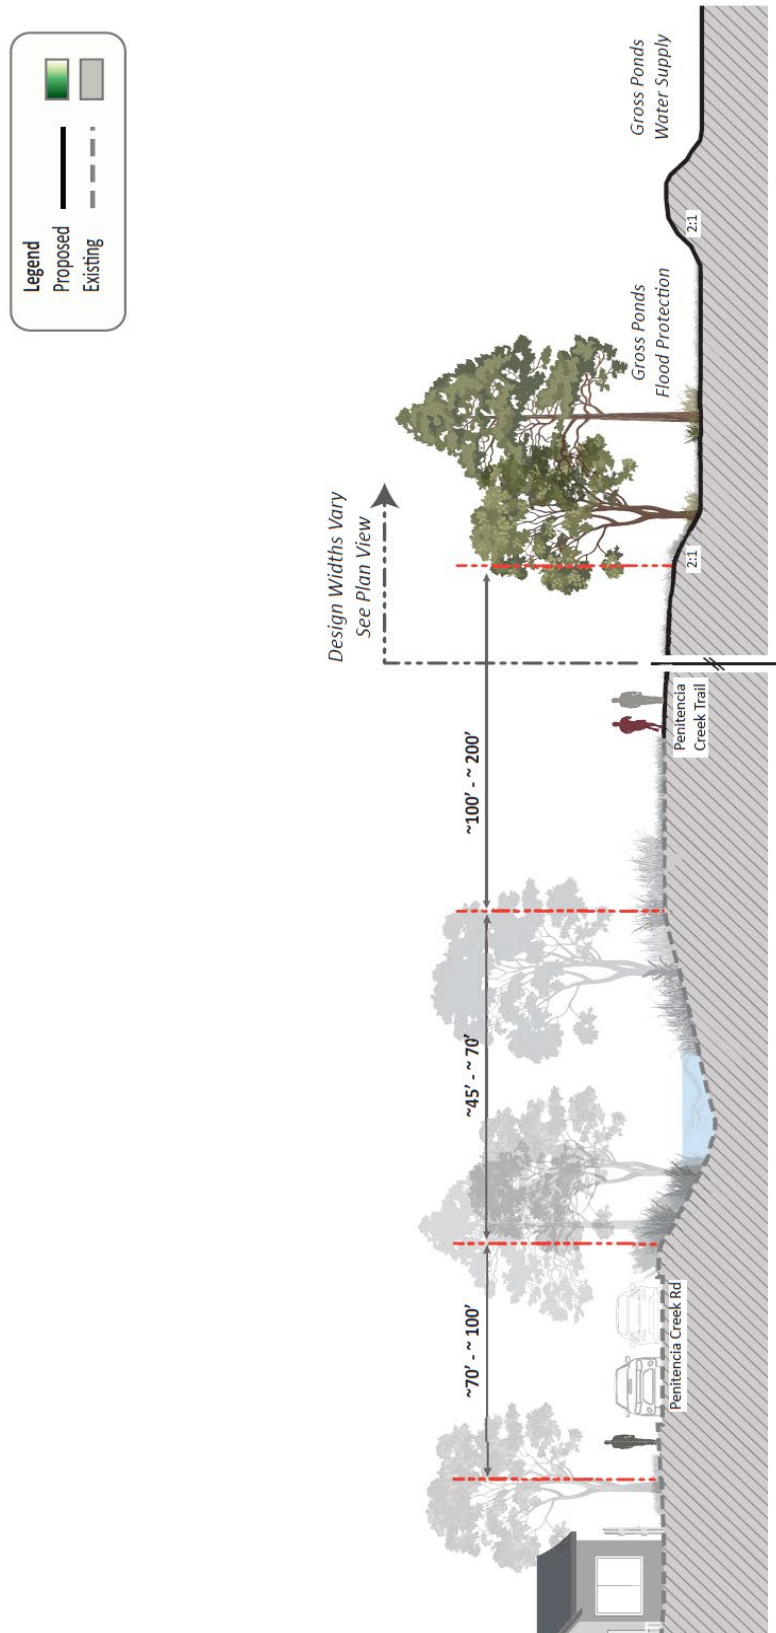 Legend
Proposed
Existing
Design Widths Vary
See Plan View
~70' - ~ 100'
~45' - ~ 70'
~100' - ~ 200'
Penitencia Creek Rd
Penitencia
Creek Trail
2:1
Gross Ponds
Flood Protection
2:1
Gross Ponds
Water Supply